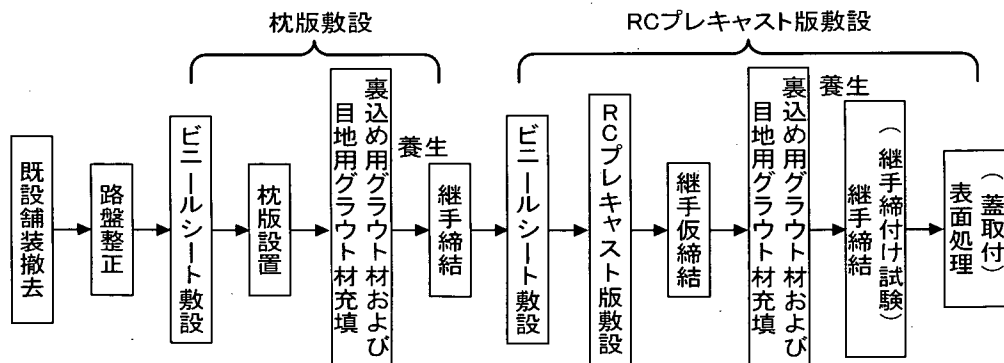 枕版敷設
RCプレキャスト版敷設
既設舗装撤去
路盤整正
ビニールシート敷設
枕版設置
裏込め用グラウト材および
目地用グラウト材充填
養生
継手締結
ビニールシート敷設
RCプレキャスト版敷設
継手仮締結
裏込め用グラウト材および
目地用グラウト材充填
養生
(継手締付け試験)
継手締結
(蓋取付)
表面処理